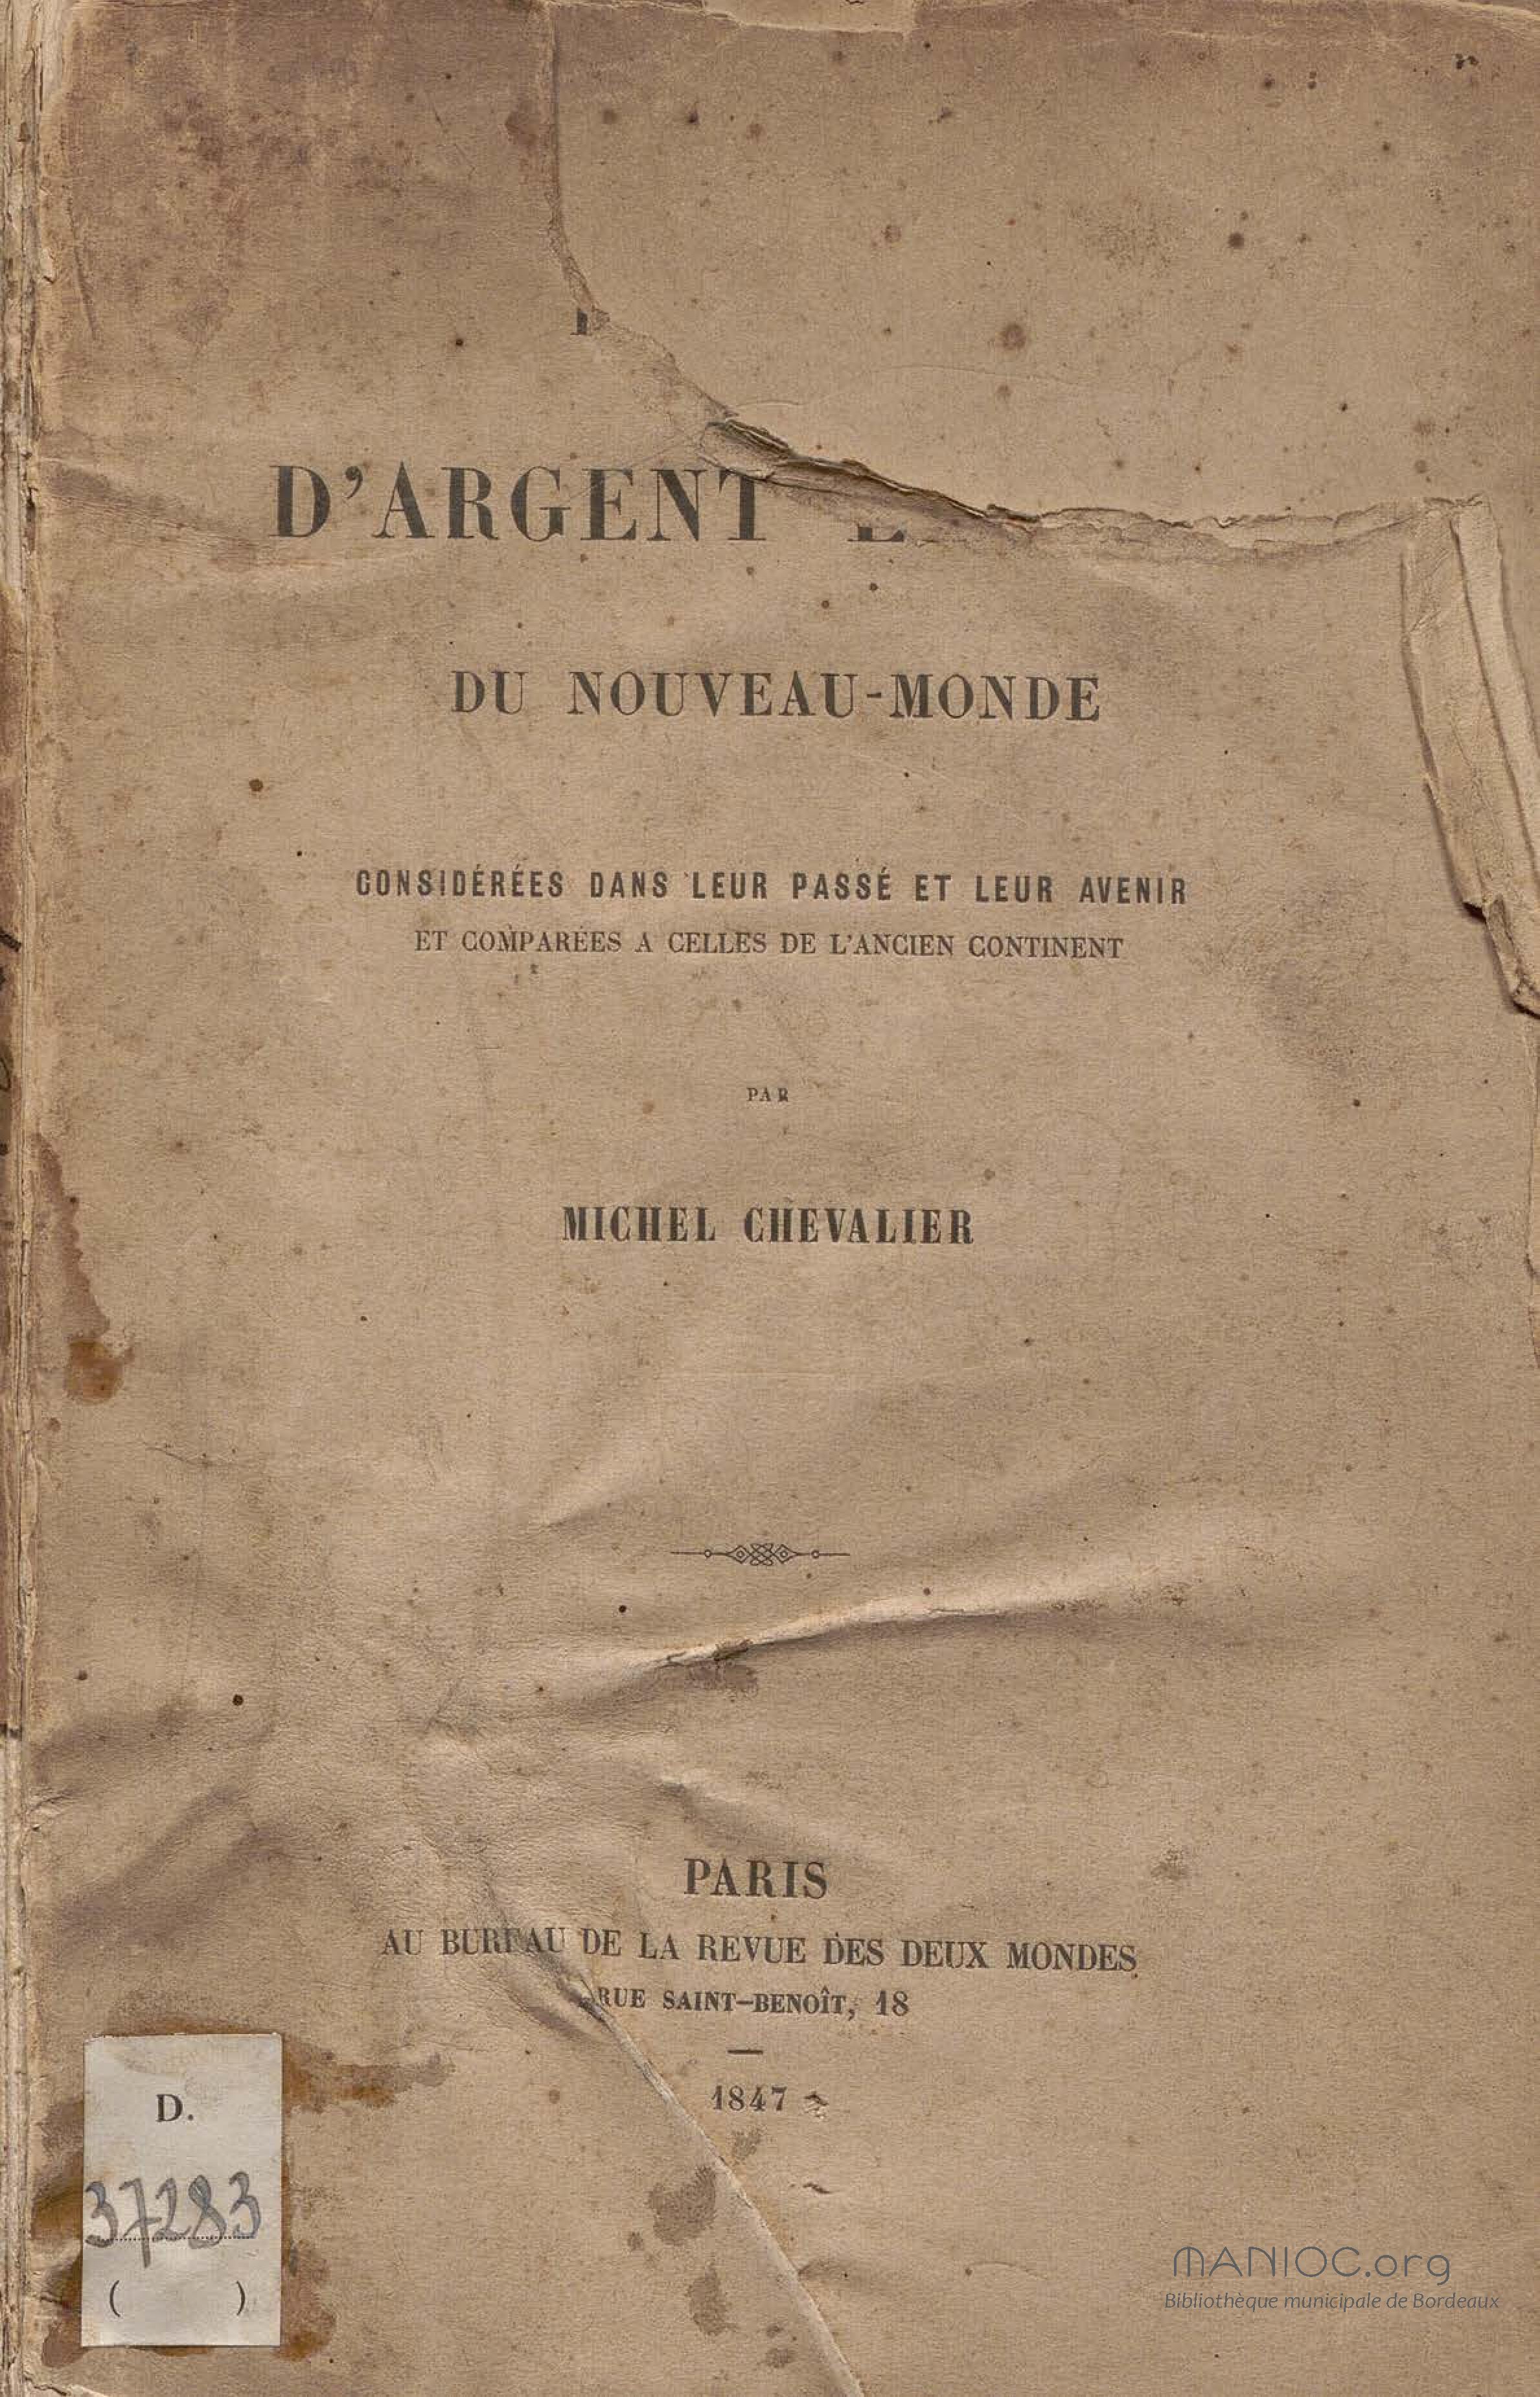 D'ARGENT
DU NOUVEAU-MONDE
CONSIDÉRÉES DANS LEUR PASSÉ ET LEUR AVENIR
ET COMPARÉES A CELLES DE L'ANCIEN CONTINENT
PAR
MICHEL CHEVALIER
PARIS
AU BUREAU DE LA REVUE DES DEUX MONDES
RUE SAINT-BENOÎT, 18
1847
D.
37283
( )
MANIOC.org
Bibliothèque municipale de Bordeaux